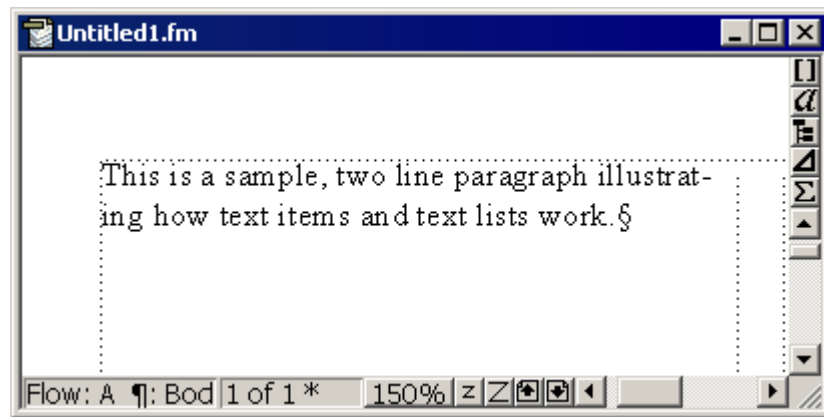 Untitled1.fm
This is a sample, two line paragraph illustrat-
ing how text items and text lists work.§
Flow: A ¶: Bod 1 of 1 * 150% z Z